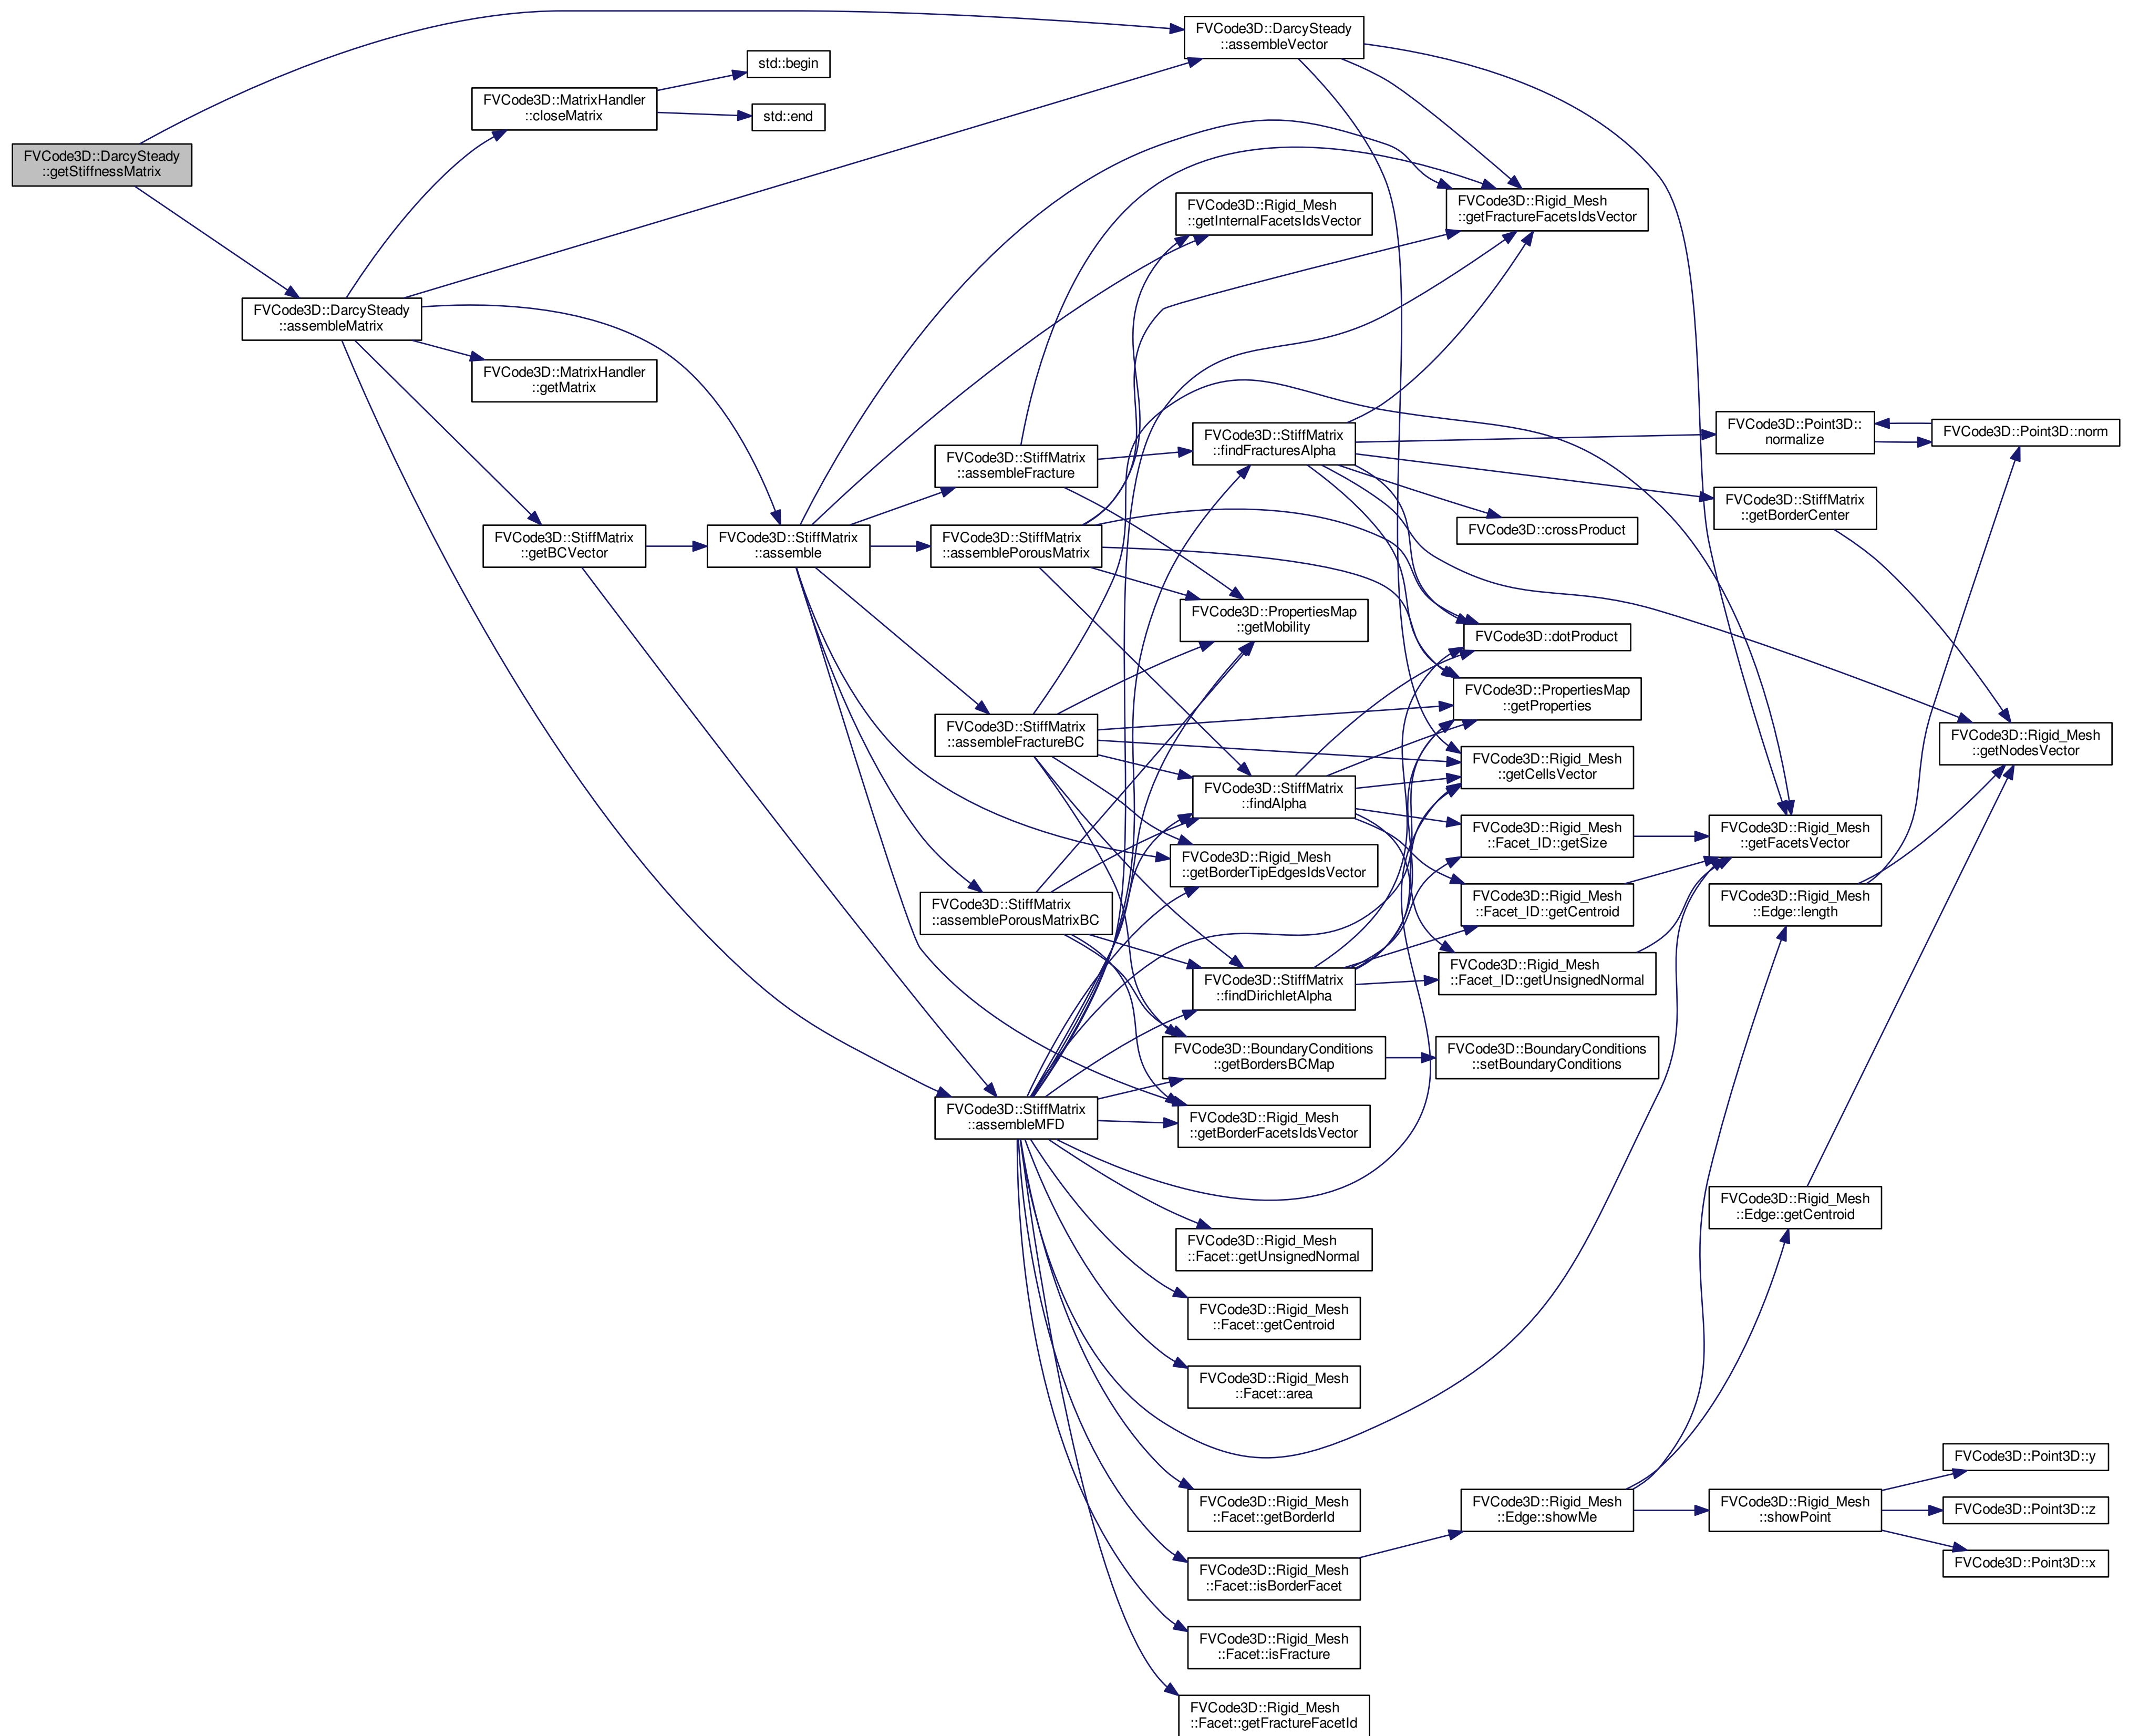 FVCode3D::DarcySteady
::getStiffnessMatrix
FVCode3D::DarcySteady
::assembleMatrix
FVCode3D::MatrixHandler
::closeMatrix
FVCode3D::MatrixHandler
::getMatrix
FVCode3D::StiffMatrix
::getBCVector
std::begin
std::end
FVCode3D::StiffMatrix
::assemble
FVCode3D::StiffMatrix
::assembleFracture
FVCode3D::StiffMatrix
::assemblePorousMatrix
FVCode3D::StiffMatrix
::assembleFractureBC
FVCode3D::StiffMatrix
::assemblePorousMatrixBC
FVCode3D::StiffMatrix
::assembleMFD
FVCode3D::DarcySteady
::assembleVector
FVCode3D::Rigid_Mesh
::getInternalFacetsIdsVector
FVCode3D::StiffMatrix
::findFracturesAlpha
FVCode3D::PropertiesMap
::getMobility
FVCode3D::StiffMatrix
::findAlpha
FVCode3D::Rigid_Mesh
::getBorderTipEdgesIdsVector
FVCode3D::StiffMatrix
::findDirichletAlpha
FVCode3D::BoundaryConditions
::getBordersBCMap
FVCode3D::Rigid_Mesh
::getBorderFacetsIdsVector
FVCode3D::Rigid_Mesh
::Facet::getUnsignedNormal
FVCode3D::Rigid_Mesh
::Facet::getCentroid
FVCode3D::Rigid_Mesh
::Facet::area
FVCode3D::Rigid_Mesh
::Facet::getBorderId
FVCode3D::Rigid_Mesh
::Facet::isBorderFacet
FVCode3D::Rigid_Mesh
::Facet::isFracture
FVCode3D::Rigid_Mesh
::Facet::getFractureFacetId
FVCode3D::Rigid_Mesh
::getFractureFacetsIdsVector
FVCode3D::crossProduct
FVCode3D::dotProduct
FVCode3D::PropertiesMap
::getProperties
FVCode3D::Rigid_Mesh
::getCellsVector
FVCode3D::Rigid_Mesh
::Facet_ID::getSize
FVCode3D::Rigid_Mesh
::Facet_ID::getCentroid
FVCode3D::Rigid_Mesh
::Facet_ID::getUnsignedNormal
FVCode3D::BoundaryConditions
::setBoundaryConditions
FVCode3D::Rigid_Mesh
::Edge::showMe
FVCode3D::Point3D::
normalize
FVCode3D::StiffMatrix
::getBorderCenter
FVCode3D::Rigid_Mesh
::getFacetsVector
FVCode3D::Rigid_Mesh
::Edge::length
FVCode3D::Rigid_Mesh
::Edge::getCentroid
FVCode3D::Rigid_Mesh
::showPoint
FVCode3D::Point3D::norm
FVCode3D::Rigid_Mesh
::getNodesVector
FVCode3D::Point3D::y
FVCode3D::Point3D::z
FVCode3D::Point3D::x